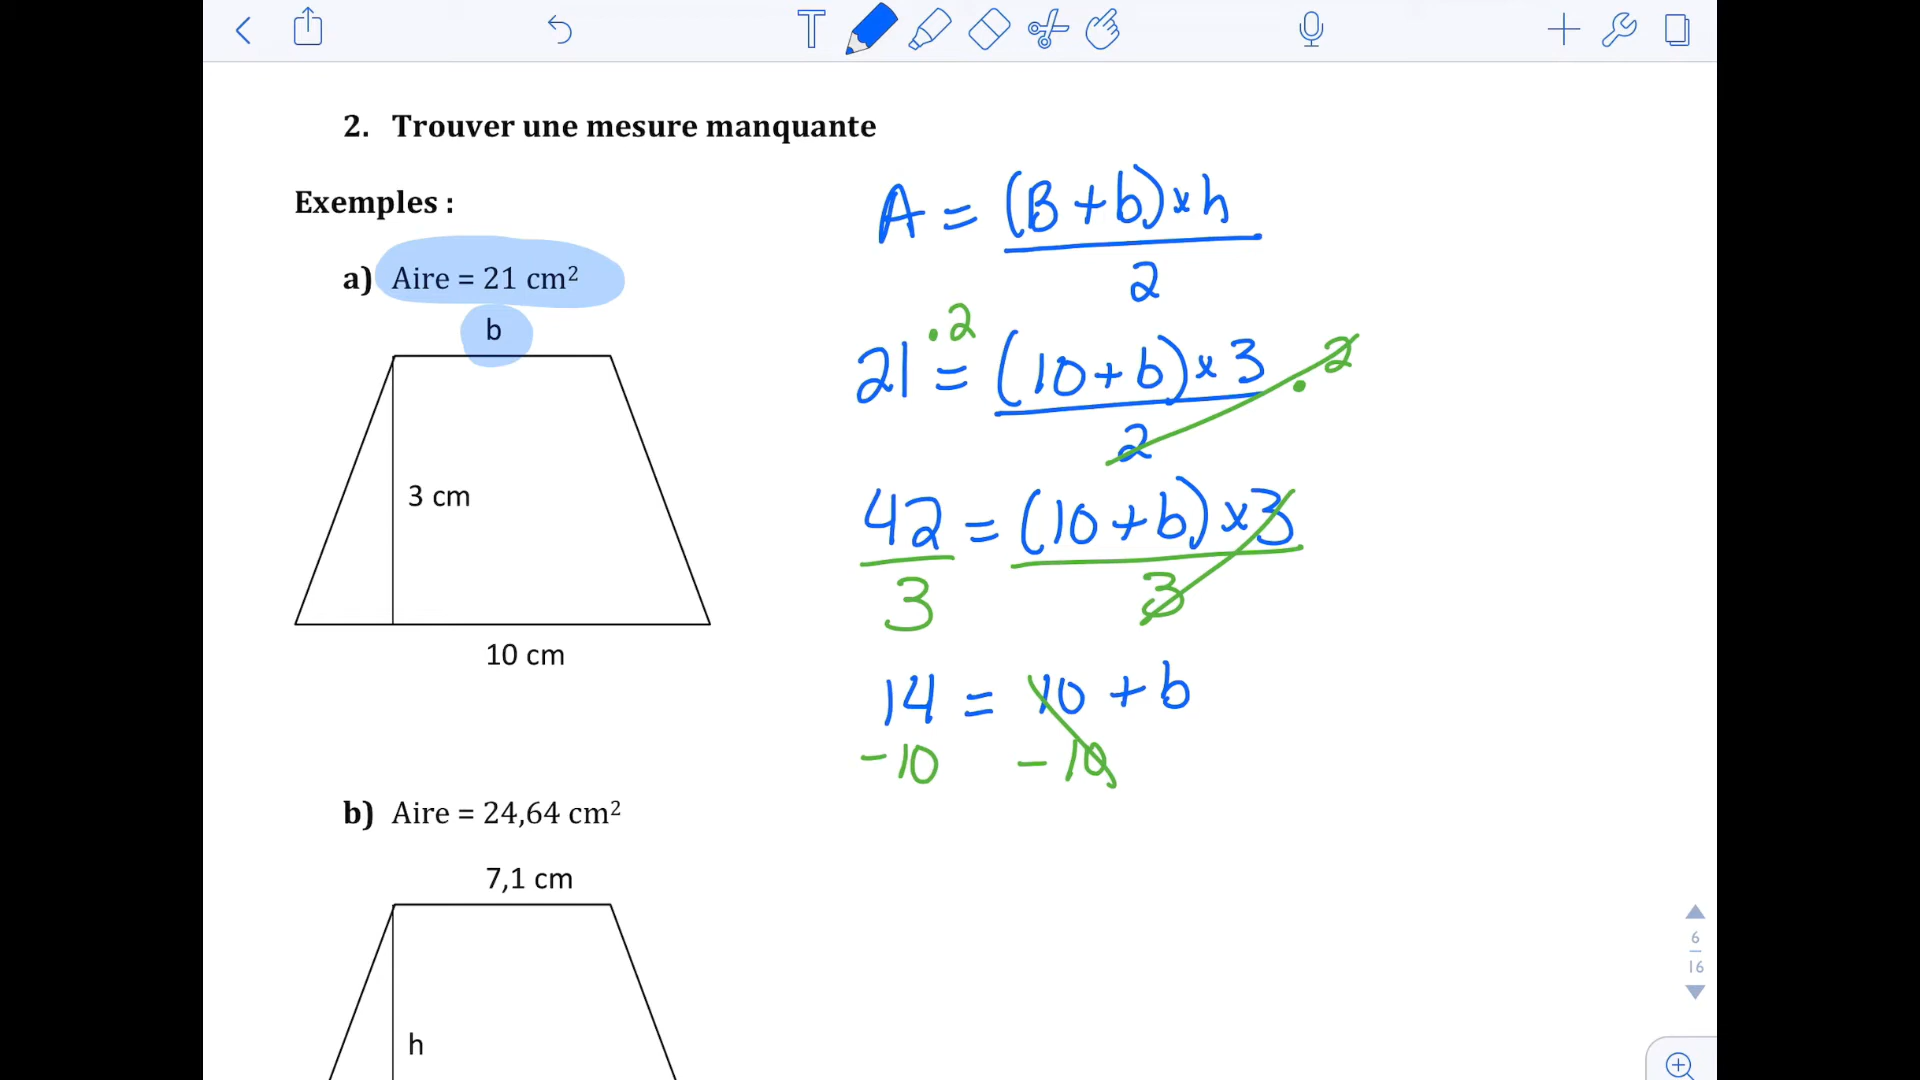 2. Trouver une mesure manquante
Exemples :
a) Aire = 21 cm²
b
3 cm
10 cm
A = (B + b) × h
2
• 2
21 = (10 + b) × 3 • 2
2
42 = (10 + b) × 3
3 3
14 = 10 + b
- 10 - 10
b) Aire = 24,64 cm²
7,1 cm
h
6
16